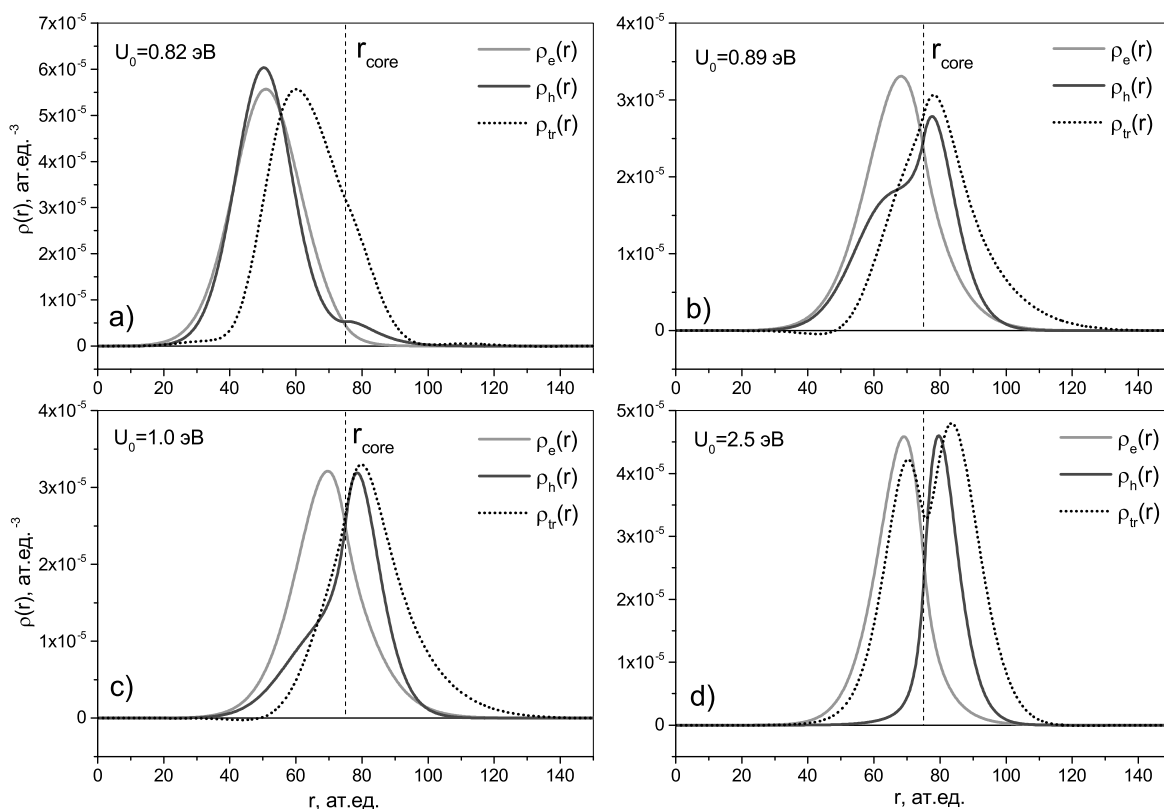 U₀=0.82 эВ
r_core
ρ_e(r)
ρ_h(r)
ρ_tr(r)
a)
ρ(r), ат.ед. ⁻³
7x10⁻⁵
6x10⁻⁵
5x10⁻⁵
4x10⁻⁵
3x10⁻⁵
2x10⁻⁵
1x10⁻⁵
0
0 20 40 60 80 100 120 140
U₀=0.89 эВ
r_core
ρ_e(r)
ρ_h(r)
ρ_tr(r)
b)
4x10⁻⁵
3x10⁻⁵
2x10⁻⁵
1x10⁻⁵
0
0 20 40 60 80 100 120 140
U₀=1.0 эВ
r_core
ρ_e(r)
ρ_h(r)
ρ_tr(r)
c)
ρ(r), ат.ед. ⁻³
4x10⁻⁵
3x10⁻⁵
2x10⁻⁵
1x10⁻⁵
0
0 20 40 60 80 100 120 140
r, ат.ед.
U₀=2.5 эВ
r_core
ρ_e(r)
ρ_h(r)
ρ_tr(r)
d)
5x10⁻⁵
4x10⁻⁵
3x10⁻⁵
2x10⁻⁵
1x10⁻⁵
0
0 20 40 60 80 100 120 140
r, ат.ед.